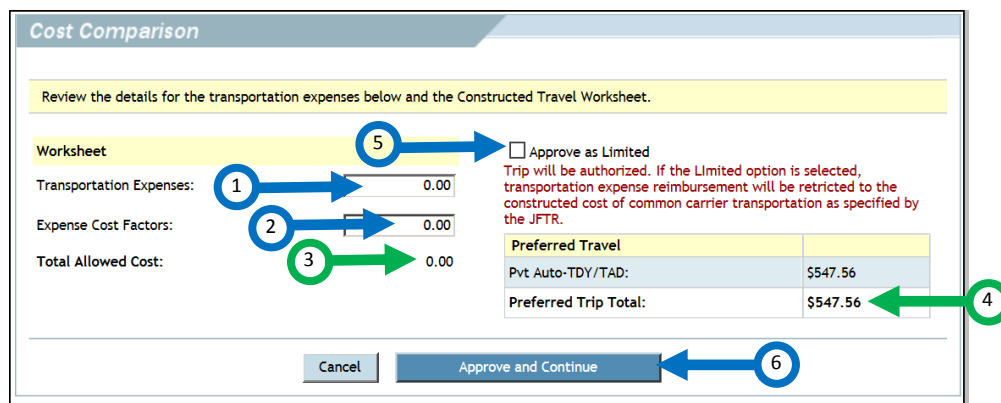 Cost Comparison
Review the details for the transportation expenses below and the Constructed Travel Worksheet.
Worksheet
Transportation Expenses:
1
0.00
Expense Cost Factors:
2
0.00
Total Allowed Cost:
3
0.00
5
Approve as Limited
Trip will be authorized. If the LImited option is selected,
transportation expense reimbursement will be retricted to the
constructed cost of common carrier transportation as specified by
the JFTR.
Preferred Travel
Pvt Auto-TDY/TAD: $547.56
Preferred Trip Total: $547.56
4
Cancel
Approve and Continue
6